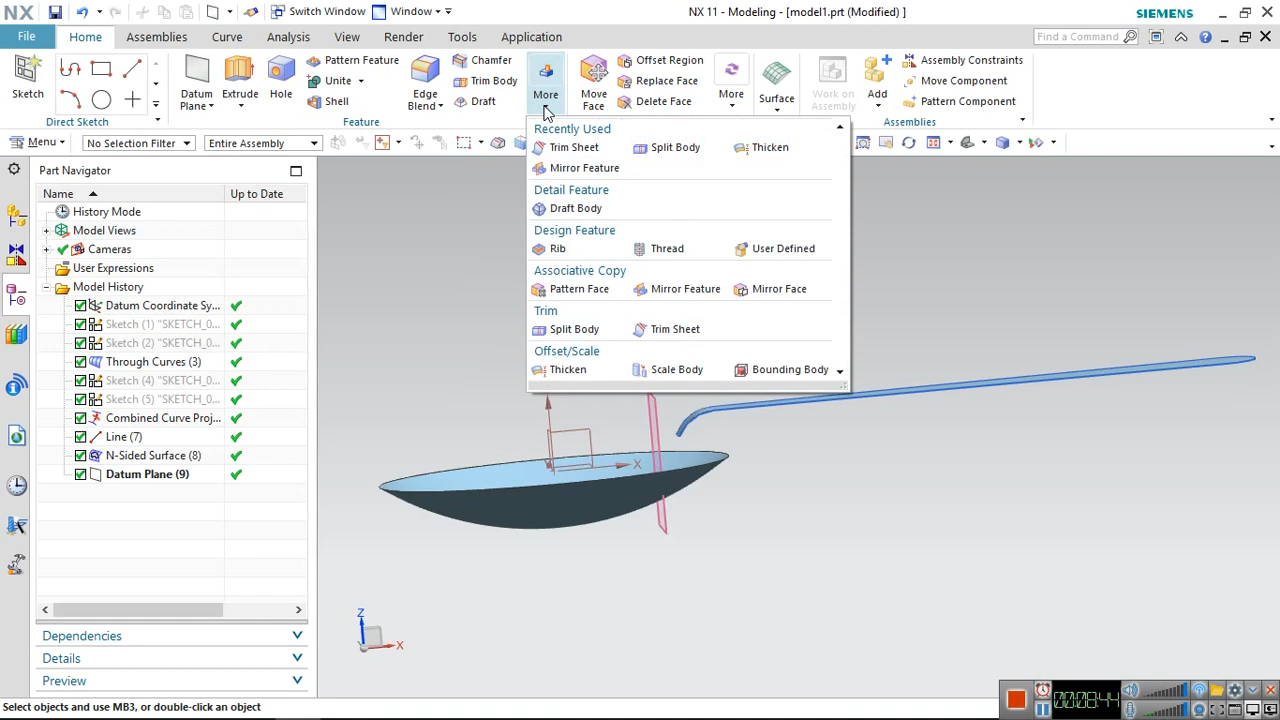 NX
Switch Window
Window
NX 11 - Modeling - [model1.prt (Modified) ]
SIEMENS
File
Home
Assemblies
Curve
Analysis
View
Render
Tools
Application
Find a Command
Sketch
Direct Sketch
Datum
Plane
Extrude
Hole
Pattern Feature
Unite
Shell
Edge
Blend
Chamfer
Trim Body
Draft
More
Feature
Move
Face
Offset Region
Replace Face
Delete Face
More
Surface
Work on
Assembly
Add
Assembly Constraints
Move Component
Pattern Component
Assemblies
Menu
No Selection Filter
Entire Assembly
Recently Used
Trim Sheet
Split Body
Thicken
Mirror Feature
Detail Feature
Draft Body
Design Feature
Rib
Thread
User Defined
Associative Copy
Pattern Face
Mirror Feature
Mirror Face
Trim
Split Body
Trim Sheet
Offset/Scale
Thicken
Scale Body
Bounding Body
Part Navigator
Name
Up to Date
History Mode
Model Views
Cameras
User Expressions
Model History
Datum Coordinate Sy...
Sketch (1) "SKETCH_0...
Sketch (2) "SKETCH_0...
Through Curves (3)
Sketch (4) "SKETCH_0...
Sketch (5) "SKETCH_0...
Combined Curve Proj...
Line (7)
N-Sided Surface (8)
Datum Plane (9)
Dependencies
Details
Preview
X
Z
X
Select objects and use MB3, or double-click an object
00:08:44